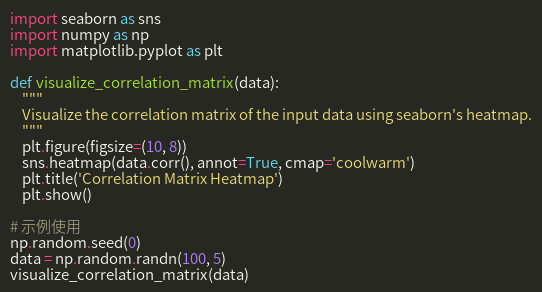 import seaborn as sns
import numpy as np
import matplotlib.pyplot as plt

def visualize_correlation_matrix(data):
    """
    Visualize the correlation matrix of the input data using seaborn's heatmap.
    """
    plt.figure(figsize=(10, 8))
    sns.heatmap(data.corr(), annot=True, cmap='coolwarm')
    plt.title('Correlation Matrix Heatmap')
    plt.show()

# 示例使用
np.random.seed(0)
data = np.random.randn(100, 5)
visualize_correlation_matrix(data)